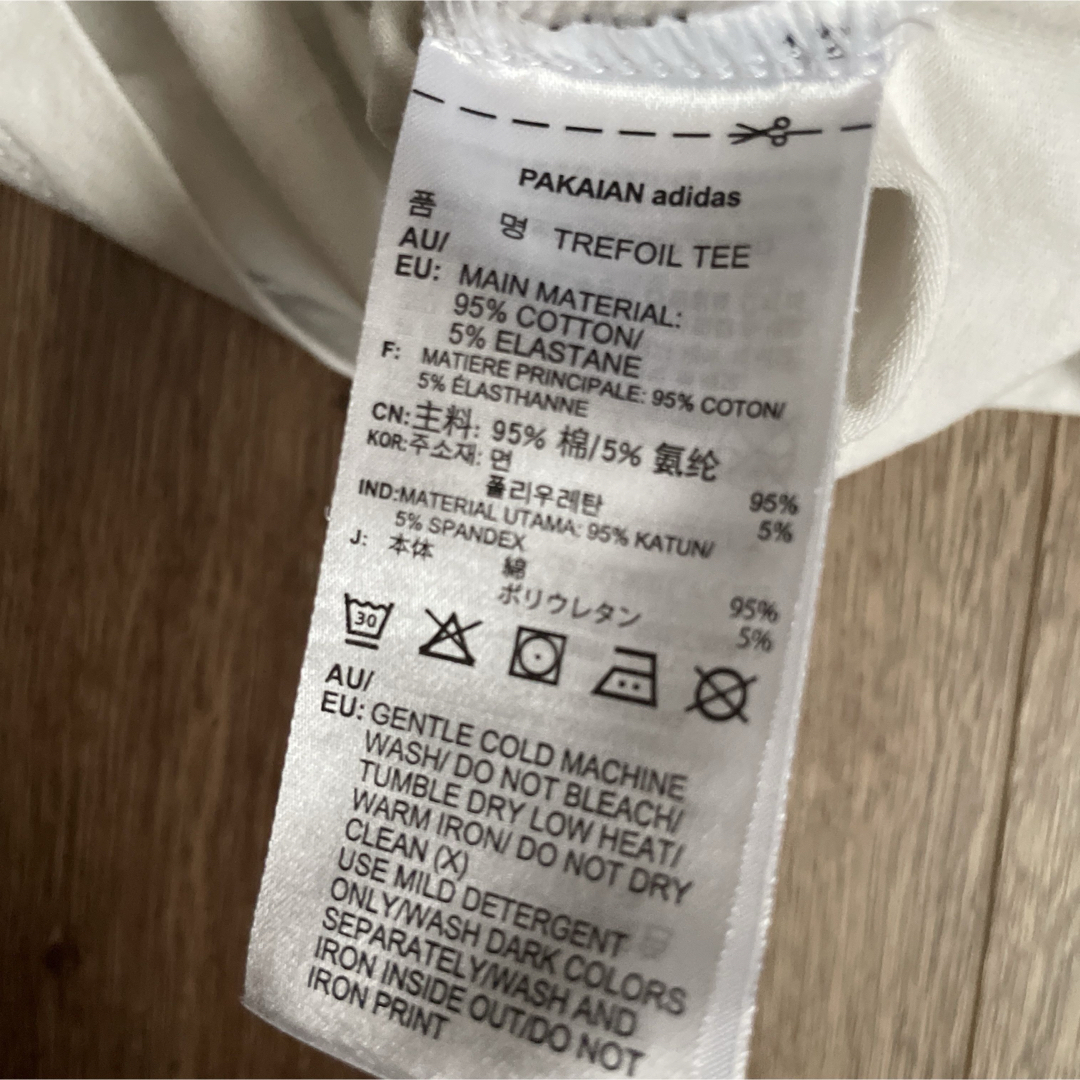 PAKAIAN adidas
품 명 TREFOIL TEE
AU/
EU: MAIN MATERIAL:
95% COTTON/
5% ELASTANE
F: MATIERE PRINCIPALE: 95% COTON/
5% ÉLASTHANNE
CN: 主料: 95% 棉/5% 氨纶
KOR: 주소재: 면 95%
폴리우레탄 5%
IND: MATERIAL UTAMA: 95% KATUN/
5% SPANDEX
J: 本体 綿 95%
ポリウレタン 5%
30
AU/
EU: GENTLE COLD MACHINE
WASH/ DO NOT BLEACH/
TUMBLE DRY LOW HEAT/
WARM IRON/ DO NOT DRY
CLEAN (X)
USE MILD DETERGENT
ONLY/WASH DARK COLORS
SEPARATELY/WASH AND
IRON INSIDE OUT/DO NOT
IRON PRINT